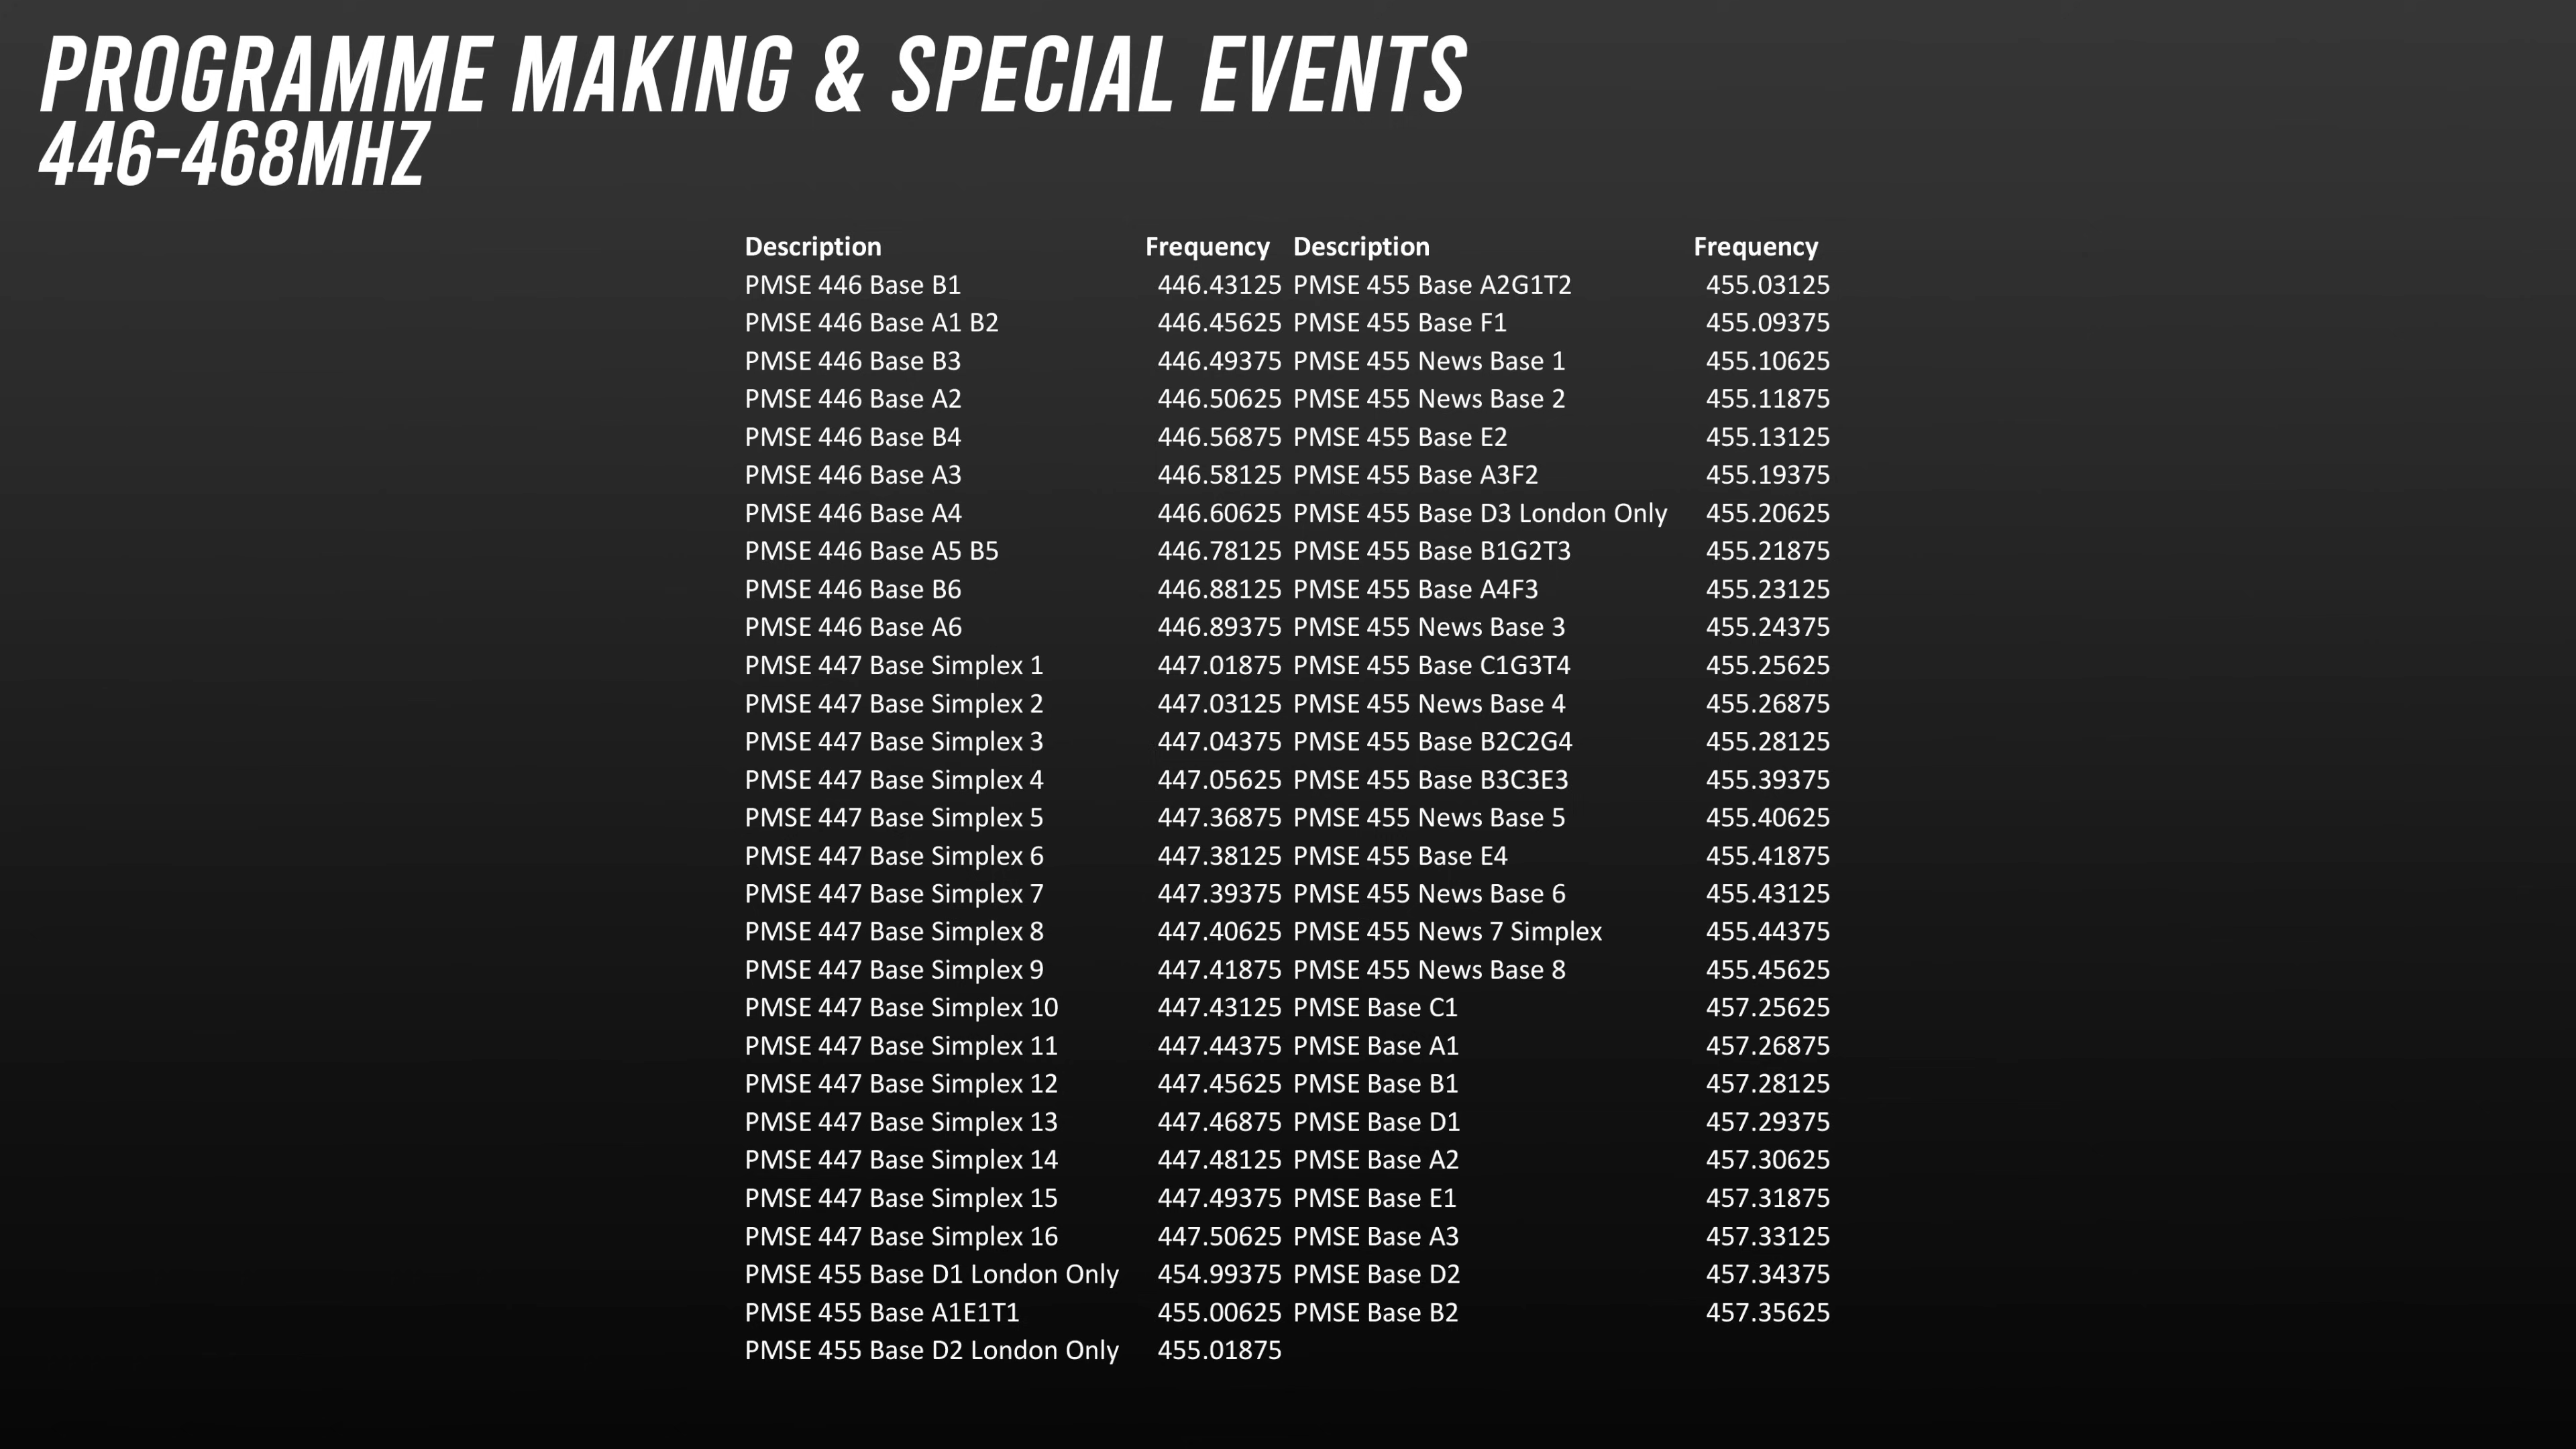 PROGRAMME MAKING & SPECIAL EVENTS
446-468MHZ
Description Frequency Description Frequency
PMSE 446 Base B1 446.43125 PMSE 455 Base A2G1T2 455.03125
PMSE 446 Base A1 B2 446.45625 PMSE 455 Base F1 455.09375
PMSE 446 Base B3 446.49375 PMSE 455 News Base 1 455.10625
PMSE 446 Base A2 446.50625 PMSE 455 News Base 2 455.11875
PMSE 446 Base B4 446.56875 PMSE 455 Base E2 455.13125
PMSE 446 Base A3 446.58125 PMSE 455 Base A3F2 455.19375
PMSE 446 Base A4 446.60625 PMSE 455 Base D3 London Only 455.20625
PMSE 446 Base A5 B5 446.78125 PMSE 455 Base B1G2T3 455.21875
PMSE 446 Base B6 446.88125 PMSE 455 Base A4F3 455.23125
PMSE 446 Base A6 446.89375 PMSE 455 News Base 3 455.24375
PMSE 447 Base Simplex 1 447.01875 PMSE 455 Base C1G3T4 455.25625
PMSE 447 Base Simplex 2 447.03125 PMSE 455 News Base 4 455.26875
PMSE 447 Base Simplex 3 447.04375 PMSE 455 Base B2C2G4 455.28125
PMSE 447 Base Simplex 4 447.05625 PMSE 455 Base B3C3E3 455.39375
PMSE 447 Base Simplex 5 447.36875 PMSE 455 News Base 5 455.40625
PMSE 447 Base Simplex 6 447.38125 PMSE 455 Base E4 455.41875
PMSE 447 Base Simplex 7 447.39375 PMSE 455 News Base 6 455.43125
PMSE 447 Base Simplex 8 447.40625 PMSE 455 News 7 Simplex 455.44375
PMSE 447 Base Simplex 9 447.41875 PMSE 455 News Base 8 455.45625
PMSE 447 Base Simplex 10 447.43125 PMSE Base C1 457.25625
PMSE 447 Base Simplex 11 447.44375 PMSE Base A1 457.26875
PMSE 447 Base Simplex 12 447.45625 PMSE Base B1 457.28125
PMSE 447 Base Simplex 13 447.46875 PMSE Base D1 457.29375
PMSE 447 Base Simplex 14 447.48125 PMSE Base A2 457.30625
PMSE 447 Base Simplex 15 447.49375 PMSE Base E1 457.31875
PMSE 447 Base Simplex 16 447.50625 PMSE Base A3 457.33125
PMSE 455 Base D1 London Only 454.99375 PMSE Base D2 457.34375
PMSE 455 Base A1E1T1 455.00625 PMSE Base B2 457.35625
PMSE 455 Base D2 London Only 455.01875